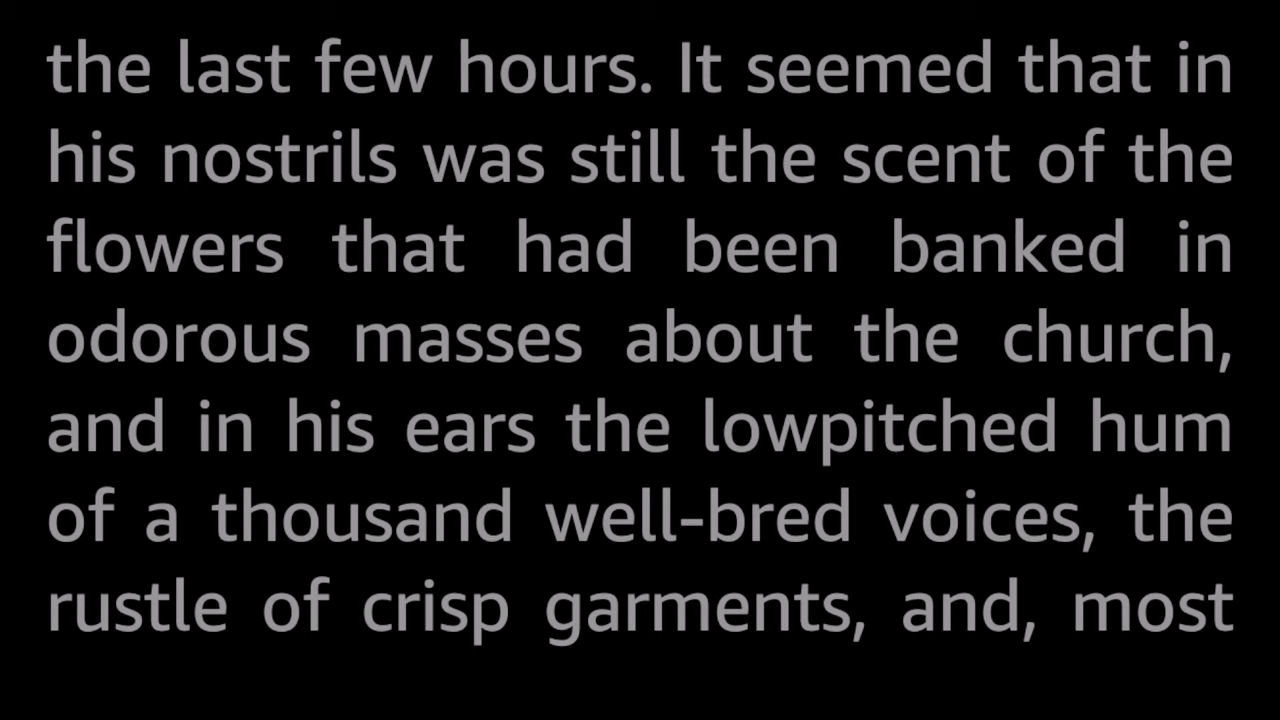 the last few hours. It seemed that in
his nostrils was still the scent of the
flowers that had been banked in
odorous masses about the church,
and in his ears the lowpitched hum
of a thousand well-bred voices, the
rustle of crisp garments, and, most